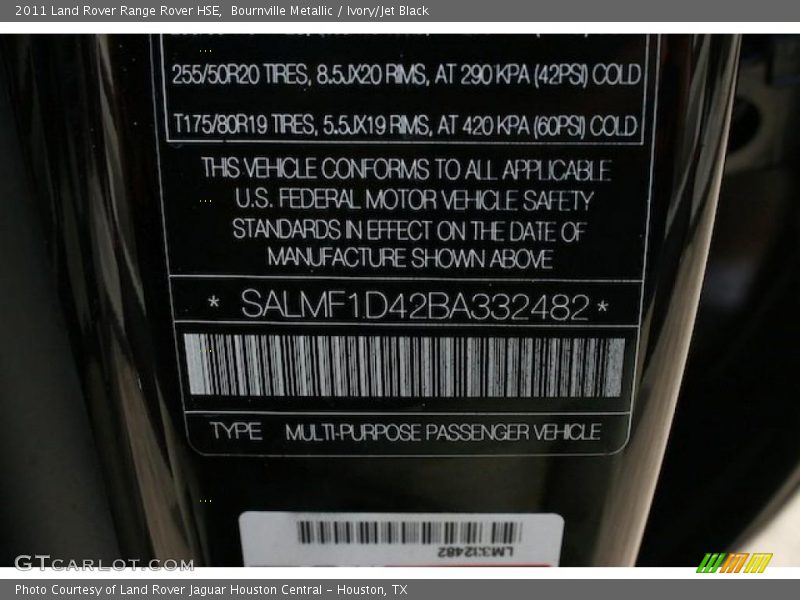 2011 Land Rover Range Rover HSE, Bournville Metallic / Ivory/Jet Black
255/50R20 TIRES, 8.5JX20 RIMS, AT 290 KPA (42PSI) COLD
T175/80R19 TIRES, 5.5JX19 RIMS, AT 420 KPA (60PSI) COLD
THIS VEHICLE CONFORMS TO ALL APPLICABLE
U.S. FEDERAL MOTOR VEHICLE SAFETY
STANDARDS IN EFFECT ON THE DATE OF
MANUFACTURE SHOWN ABOVE
* SALMF1D42BA332482 *
TYPE MULTI-PURPOSE PASSENGER VEHICLE
LM332482
GTCARLOT.COM
Photo Courtesy of Land Rover Jaguar Houston Central – Houston, TX